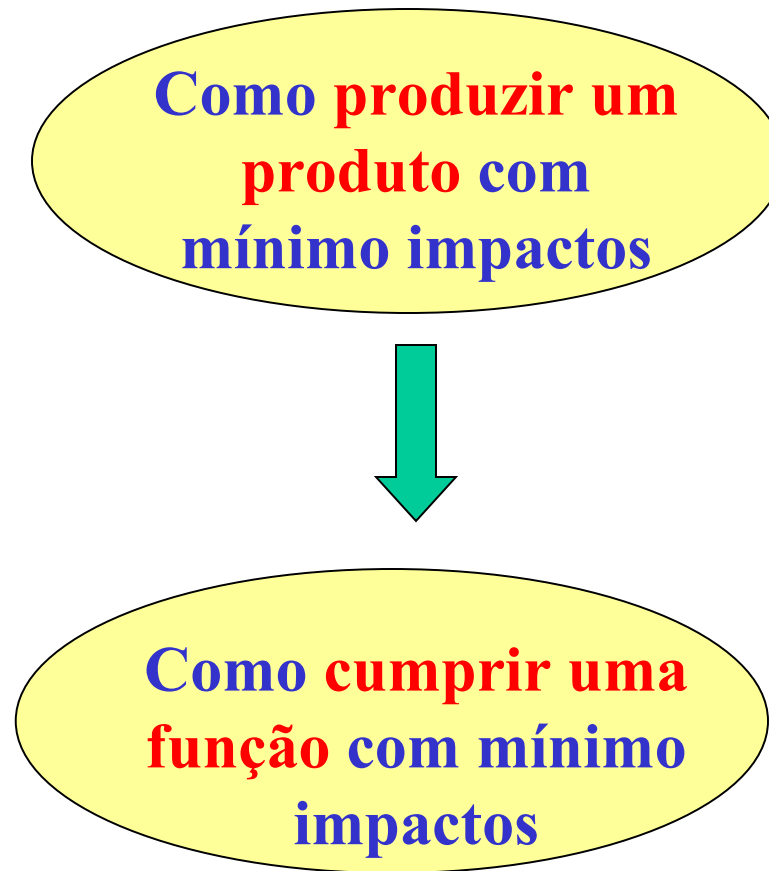 Como produzir um
produto com
mínimo impactos
Como cumprir uma
função com mínimo
impactos